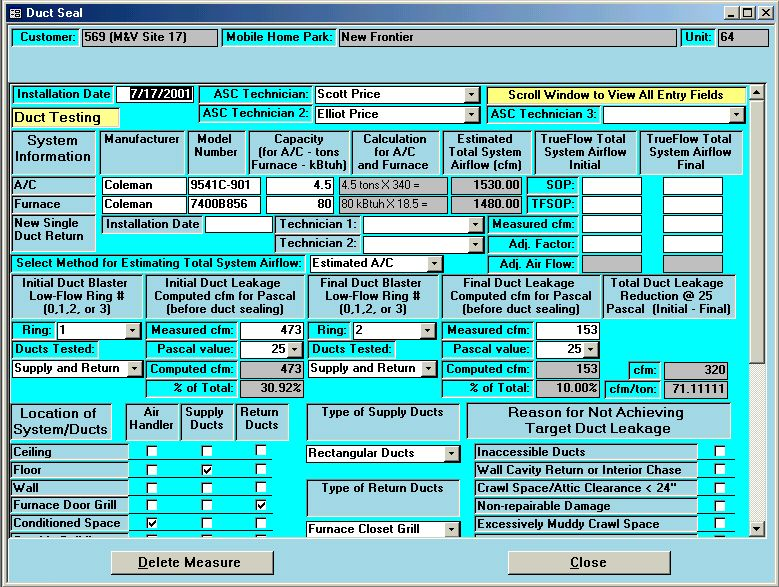 Duct Seal
Customer: 569 (M&V Site 17) Mobile Home Park: New Frontier Unit: 64
Installation Date 7/17/2001 ASC Technician: Scott Price Scroll Window to View All Entry Fields
Duct Testing ASC Technician 2: Elliot Price ASC Technician 3:
System Information Manufacturer Model Number Capacity (for A/C - tons Furnace - kBtuh) Calculation for A/C and Furnace Estimated Total System Airflow (cfm) TrueFlow Total System Airflow Initial TrueFlow Total System Airflow Final
A/C Coleman 9541C-901 4.5 4.5 tons X 340 = 1530.00 SOP:
Furnace Coleman 7400B856 80 80 kBtuh X 18.5 = 1480.00 TFSOP:
New Single Duct Return Installation Date Technician 1: Measured cfm:
Technician 2: Adj. Factor:
Select Method for Estimating Total System Airflow: Estimated A/C Adj. Air Flow:
Initial Duct Blaster Low-Flow Ring # (0,1,2, or 3) Initial Duct Leakage Computed cfm for Pascal (before duct sealing) Final Duct Blaster Low-Flow Ring # (0,1,2, or 3) Final Duct Leakage Computed cfm for Pascal (before duct sealing) Total Duct Leakage Reduction @ 25 Pascal (Initial - Final)
Ring: 1 Measured cfm: 473 Ring: 2 Measured cfm: 153
Ducts Tested: Pascal value: 25 Ducts Tested: Pascal value: 25
Supply and Return Computed cfm: 473 Supply and Return Computed cfm: 153 cfm: 320
% of Total: 30.92% % of Total: 10.00% cfm/ton: 71.11111
Location of System/Ducts Air Handler Supply Ducts Return Ducts Type of Supply Ducts Reason for Not Achieving Target Duct Leakage
Ceiling Rectangular Ducts Inaccessible Ducts
Floor Wall Cavity Return or Interior Chase
Wall Type of Return Ducts Crawl Space/Attic Clearance < 24"
Furnace Door Grill Non-repairable Damage
Conditioned Space Furnace Closet Grill Excessively Muddy Crawl Space
Delete Measure Close